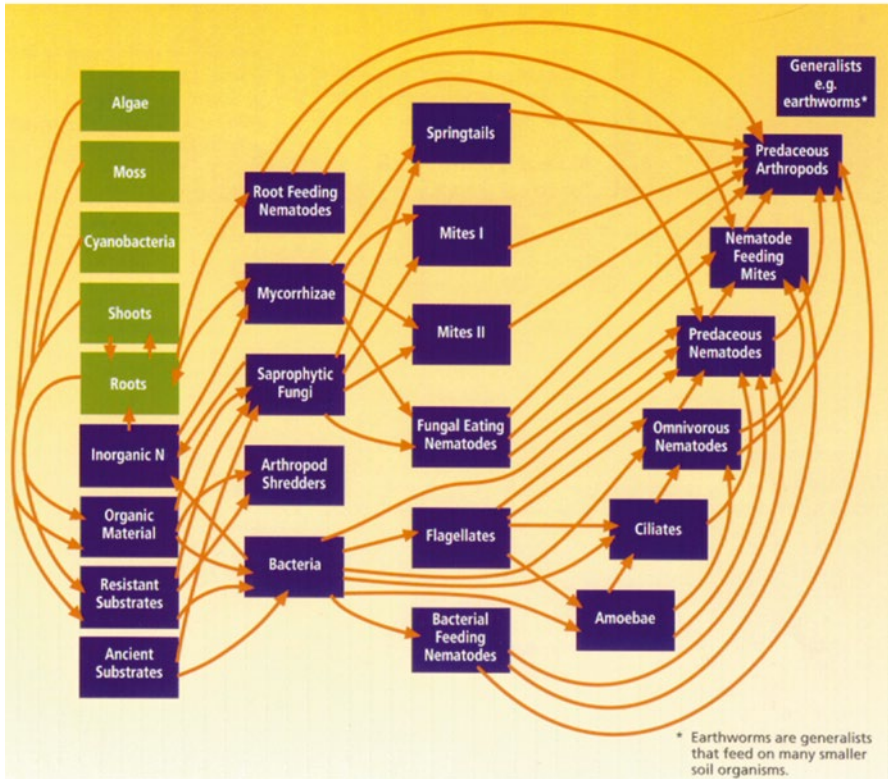 Algae
Moss
Cyanobacteria
Shoots
Roots
Inorganic N
Organic
Material
Resistant
Substrates
Ancient
Substrates
Root Feeding
Nematodes
Mycorrhizae
Saprophytic
Fungi
Arthropod
Shredders
Bacteria
Springtails
Mites I
Mites II
Fungal Eating
Nematodes
Flagellates
Bacterial
Feeding
Nematodes
Generalists
e.g.
earthworms*
Predaceous
Arthropods
Nematode
Feeding
Mites
Predaceous
Nematodes
Omnivorous
Nematodes
Ciliates
Amoebae
* Earthworms are generalists
that feed on many smaller
soil organisms.